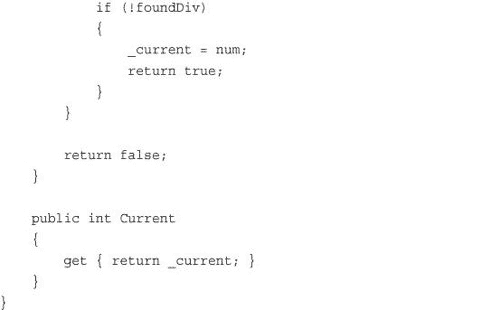 if (!foundDiv)
{
_current = num;
return true;
}
}
return false;
}
public int Current
{
get { return _current; }
}
}